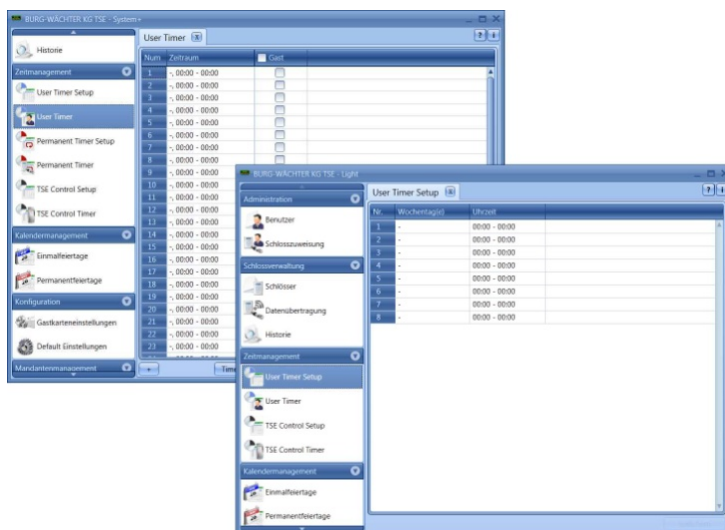 BURG-WÄCHTER KG TSE - System+
Historie
Zeitmanagement
User Timer Setup
User Timer
Permanent Timer Setup
Permanent Timer
TSE Control Setup
TSE Control Timer
Kalendermanagement
Einmalfeiertage
Permanentfeiertage
Konfiguration
Gastkarteneinstellungen
Default Einstellungen
Mandantenmanagement
User Timer
? i
Num Zeitraum Gast
1 -, 00:00 - 00:00
2 -, 00:00 - 00:00
3 -, 00:00 - 00:00
4 -, 00:00 - 00:00
5 -, 00:00 - 00:00
6 -, 00:00 - 00:00
7 -, 00:00 - 00:00
8 -, 00:00 - 00:00
9 -, 00:00 - 00:00
10 -, 00:00 - 00:00
11 -, 00:00 - 00:00
12 -, 00:00 - 00:00
13 -, 00:00 - 00:00
14 -, 00:00 - 00:00
15 -, 00:00 - 00:00
16 -, 00:00 - 00:00
17 -, 00:00 - 00:00
18 -, 00:00 - 00:00
19 -, 00:00 - 00:00
20 -, 00:00 - 00:00
21 -, 00:00 - 00:00
22 -, 00:00 - 00:00
23 -, 00:00 - 00:00
+ Time
BURG-WÄCHTER KG TSE - Light
Administration
Benutzer
Schlosszuweisung
Schlossverwaltung
Schlösser
Datenübertragung
Historie
Zeitmanagement
User Timer Setup
User Timer
TSE Control Setup
TSE Control Timer
Kalendermanagement
Einmalfeiertage
Permanentfeiertage
User Timer Setup
? i
Nr. Wochentag(e) Uhrzeit
1 - 00:00 - 00:00
2 - 00:00 - 00:00
3 - 00:00 - 00:00
4 - 00:00 - 00:00
5 - 00:00 - 00:00
6 - 00:00 - 00:00
7 - 00:00 - 00:00
8 - 00:00 - 00:00